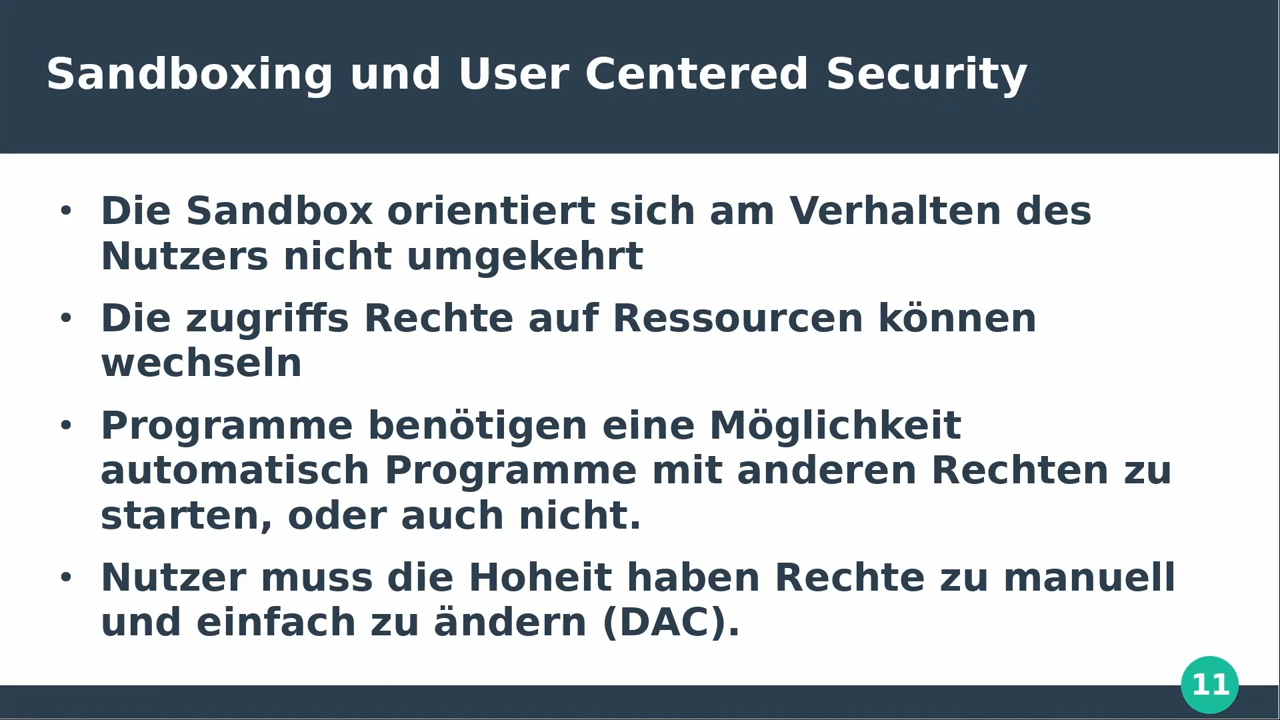 Sandboxing und User Centered Security
• Die Sandbox orientiert sich am Verhalten des
Nutzers nicht umgekehrt
• Die zugriffs Rechte auf Ressourcen können
wechseln
• Programme benötigen eine Möglichkeit
automatisch Programme mit anderen Rechten zu
starten, oder auch nicht.
• Nutzer muss die Hoheit haben Rechte zu manuell
und einfach zu ändern (DAC).
11